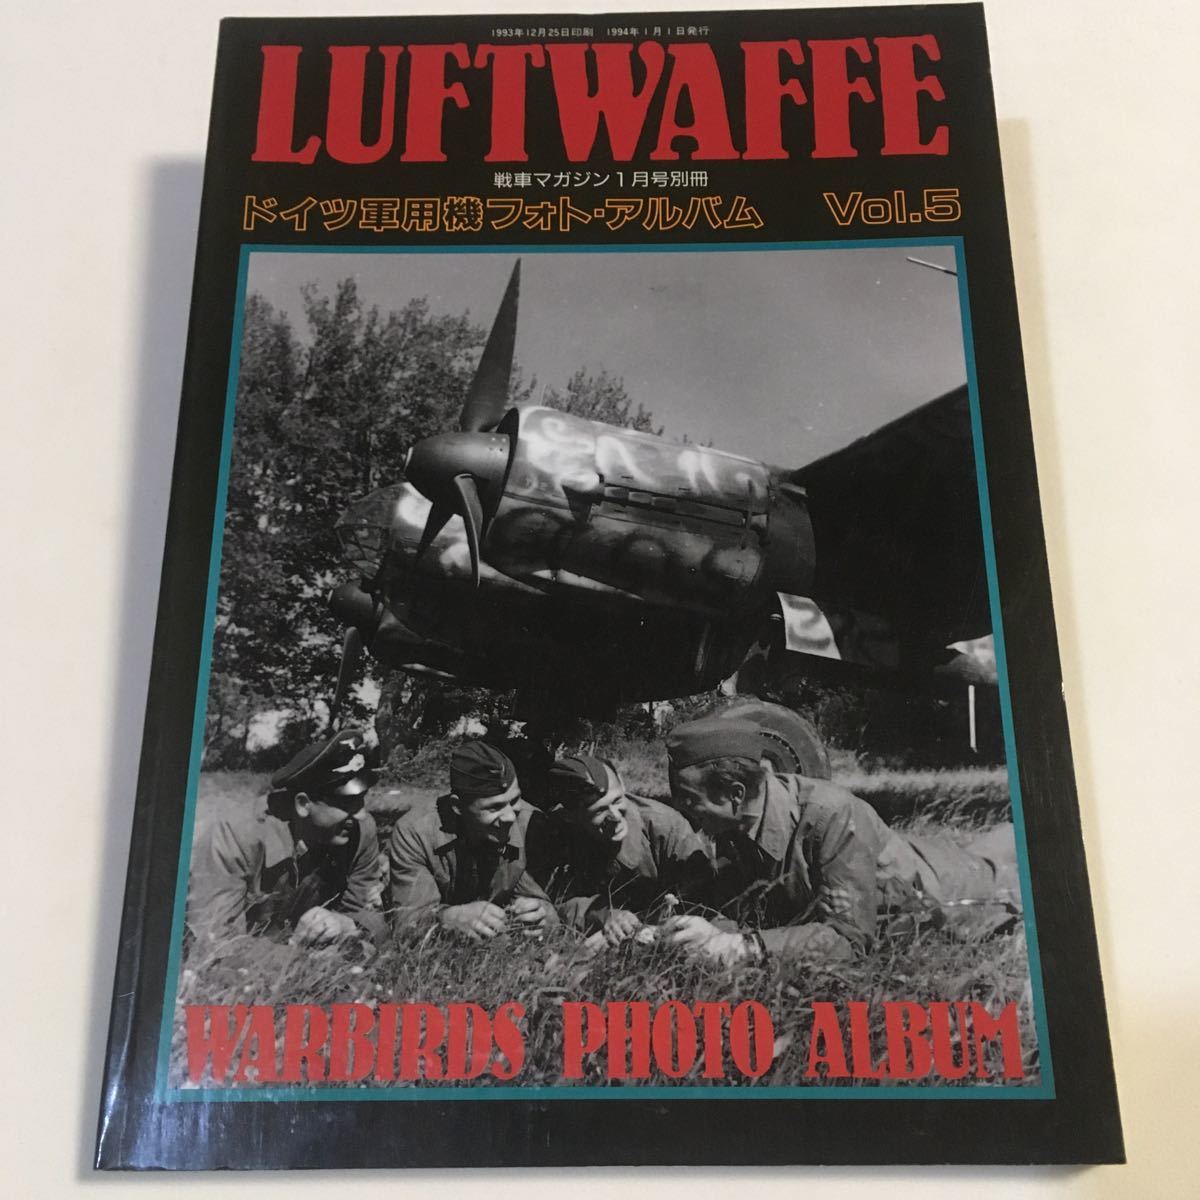 1993年12月25日印刷 1994年1月1日発行
LUFTWAFFE
戦車マガジン1月号別冊
ドイツ軍用機フォト・アルバム Vol.5
WARBIRDS PHOTO ALBUM